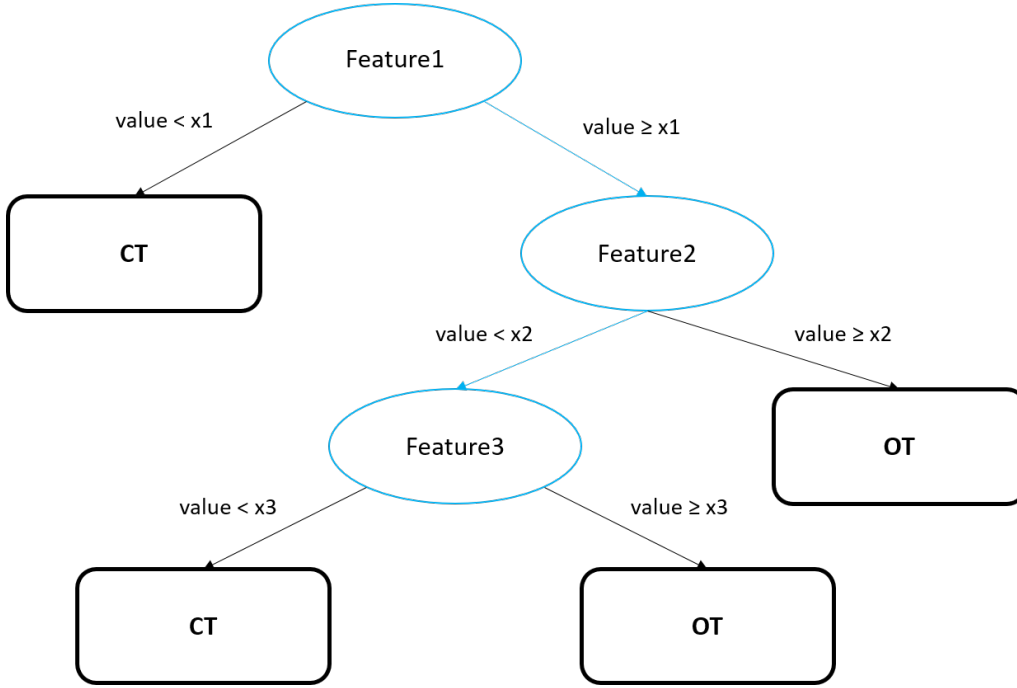 Feature1
value < x1
value ≥ x1
CT
Feature2
value < x2
value ≥ x2
Feature3
OT
value < x3
value ≥ x3
CT
OT